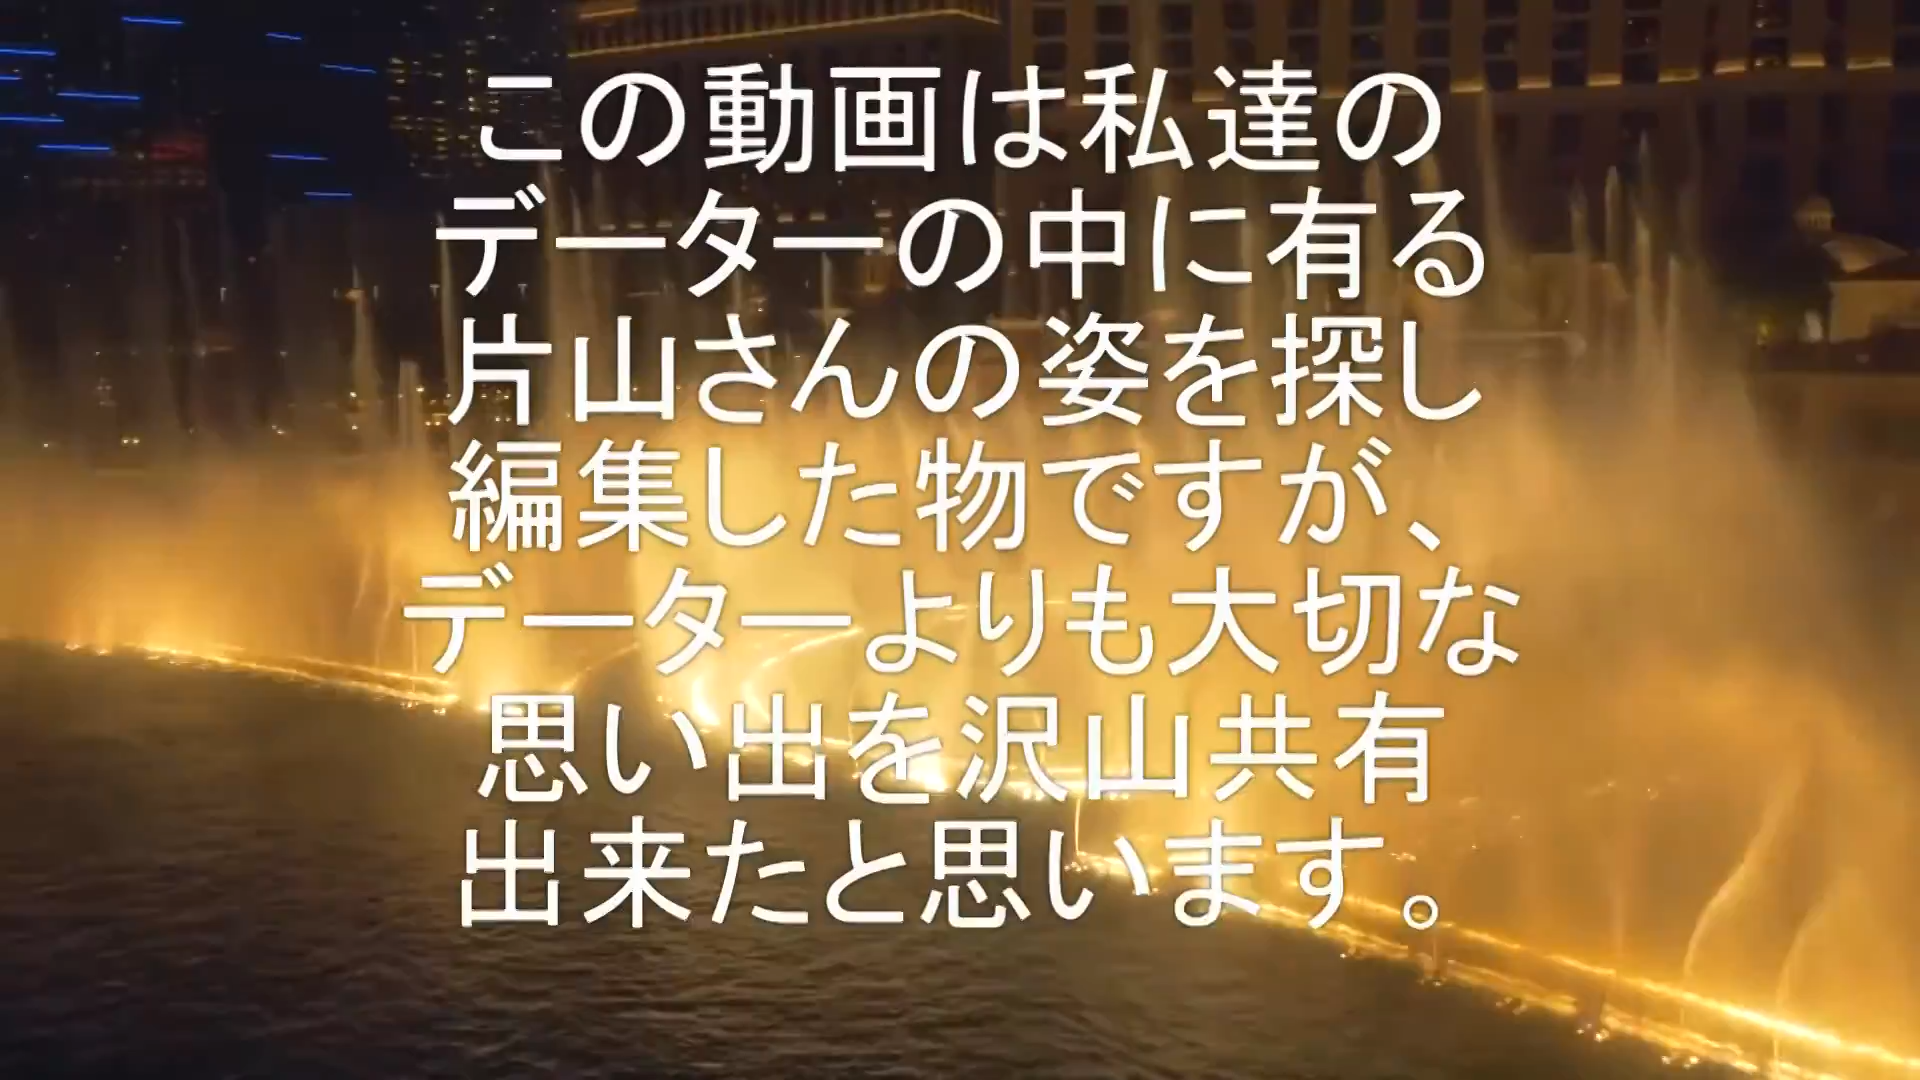 この動画は私達の
データーの中に有る
片山さんの姿を探し
編集した物ですが、
データーよりも大切な
思い出を沢山共有
出来たと思います。